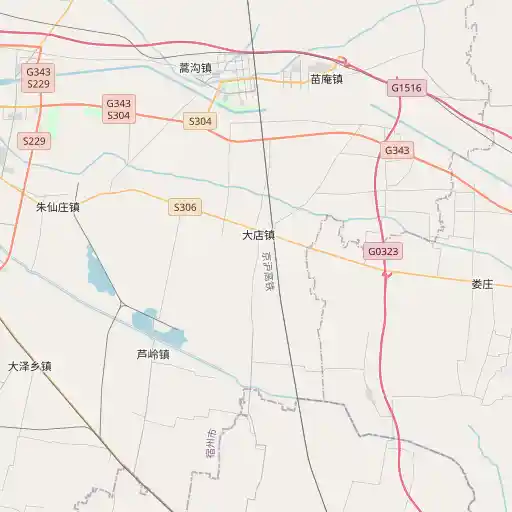 蒿沟镇
G343
S229
苗庵镇
G1516
G343
S304
S304
S229
G343
朱仙庄镇
S306
大店镇
G0323
京沪高铁
娄庄
芦岭镇
大泽乡镇
宿州市